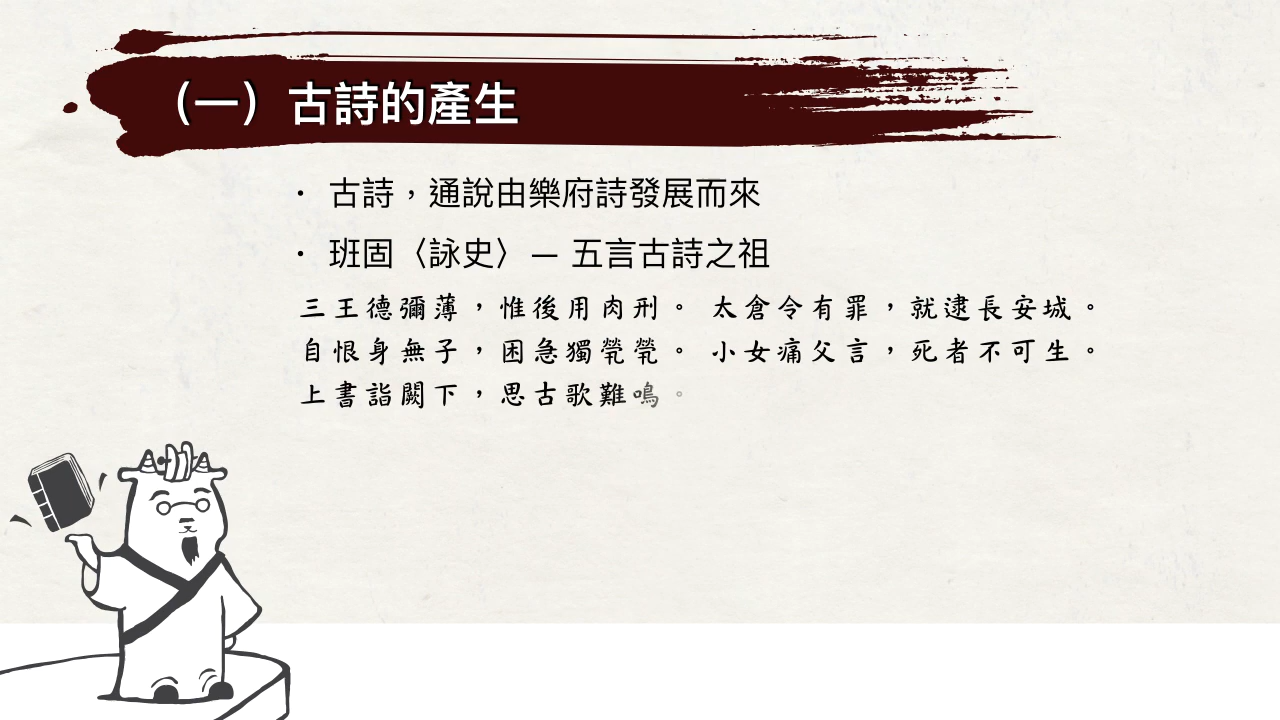 （一）古詩的產生
· 古詩，通說由樂府詩發展而來
· 班固〈詠史〉— 五言古詩之祖
三王德彌薄，惟後用肉刑。 太倉令有罪，就逮長安城。
自恨身無子，困急獨煢煢。 小女痛父言，死者不可生。
上書詣闕下，思古歌難鳴。